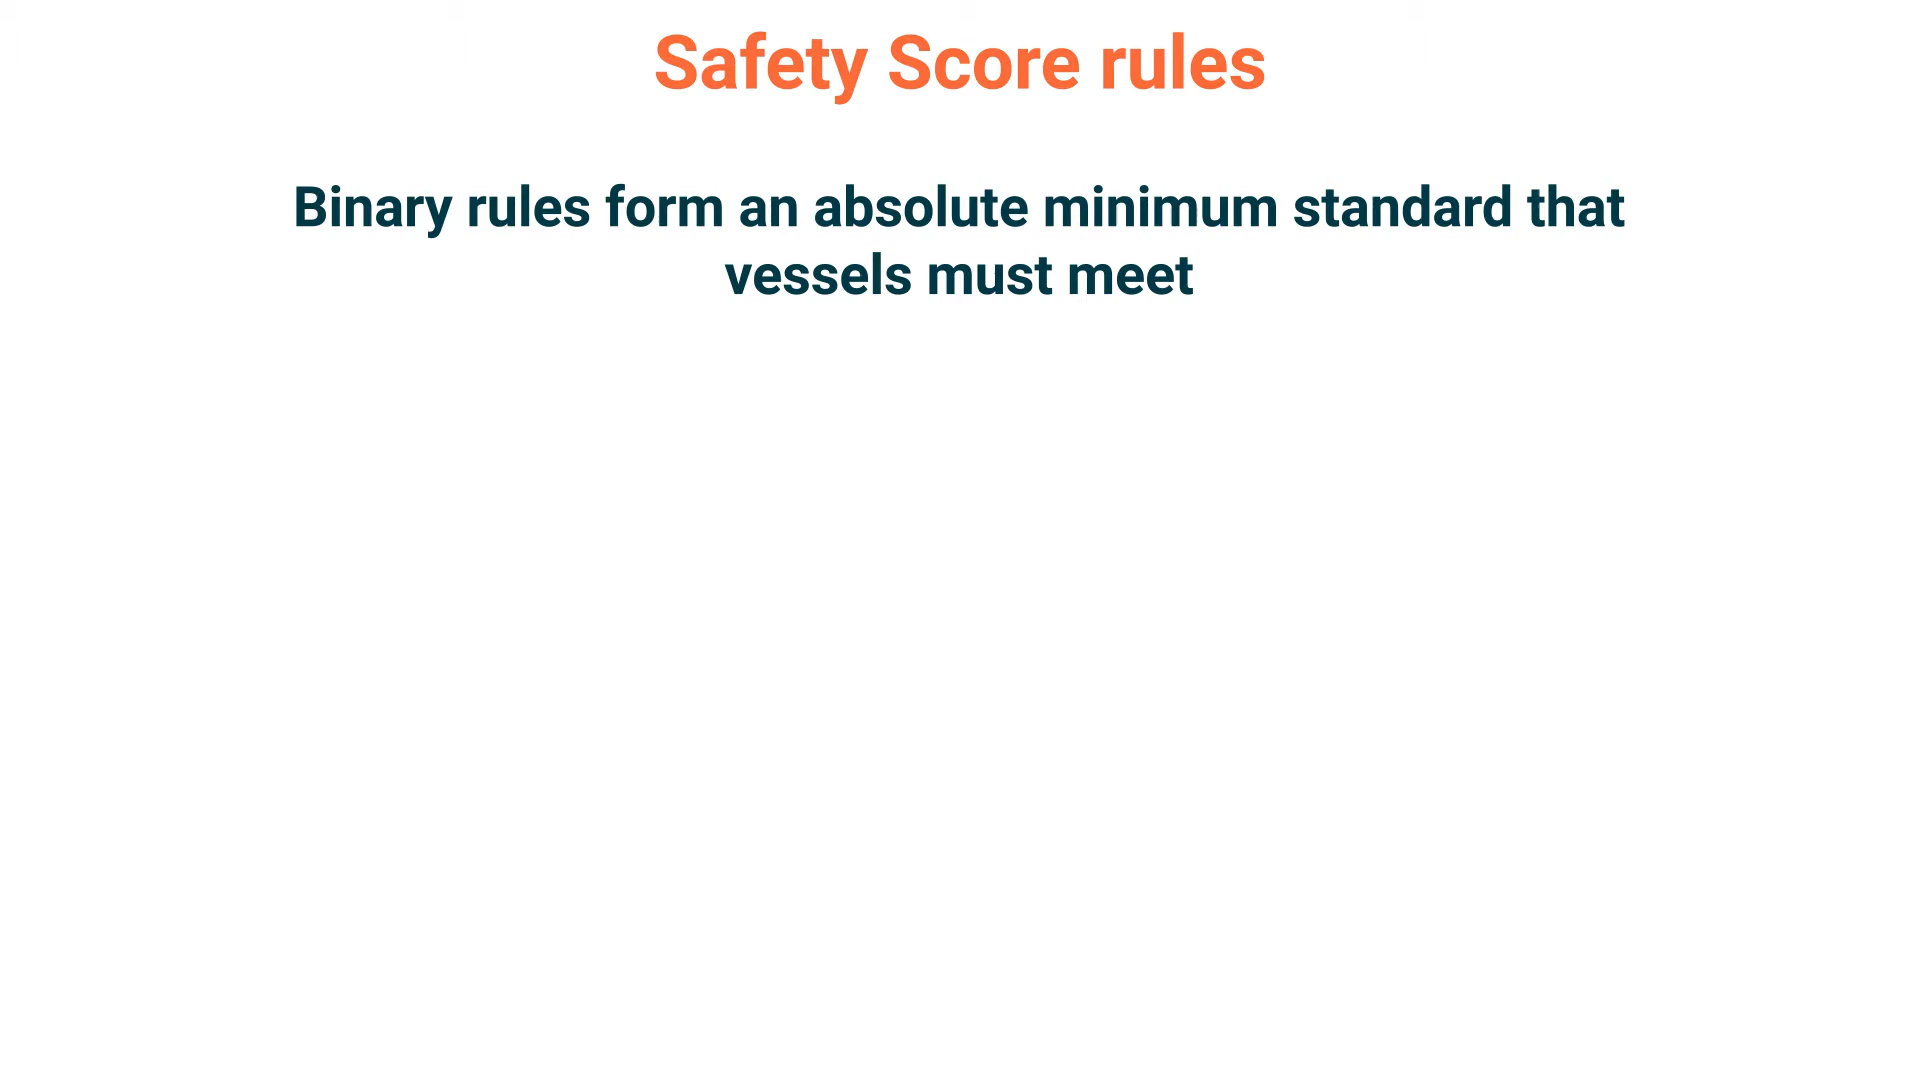 Safety Score rules
Binary rules form an absolute minimum standard that
vessels must meet